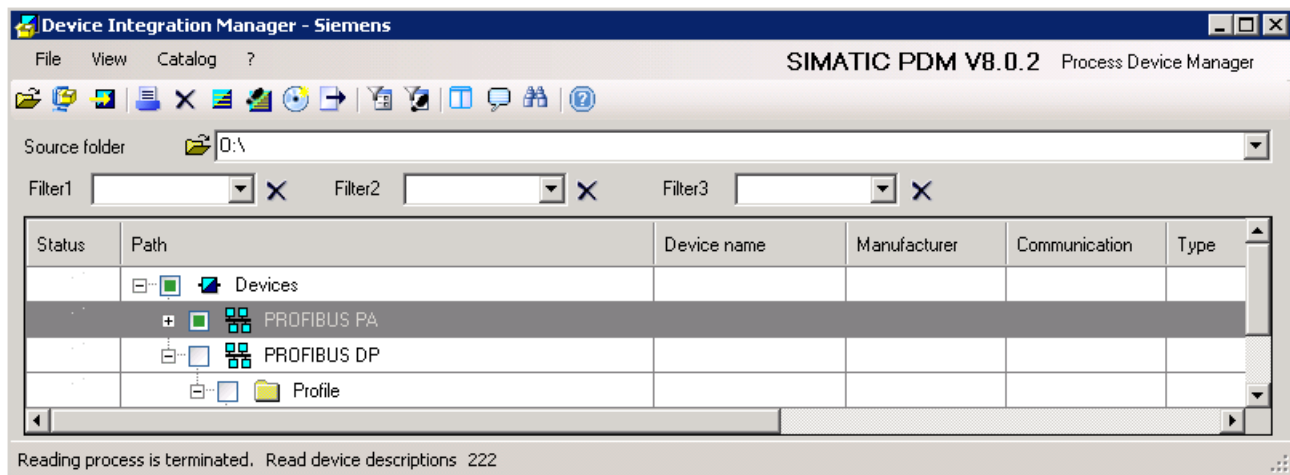 Device Integration Manager - Siemens
File View Catalog ? SIMATIC PDM V8.0.2 Process Device Manager
Source folder O:\
Filter1 Filter2 Filter3
Status Path Device name Manufacturer Communication Type
Devices
PROFIBUS PA
PROFIBUS DP
Profile
Reading process is terminated. Read device descriptions 222